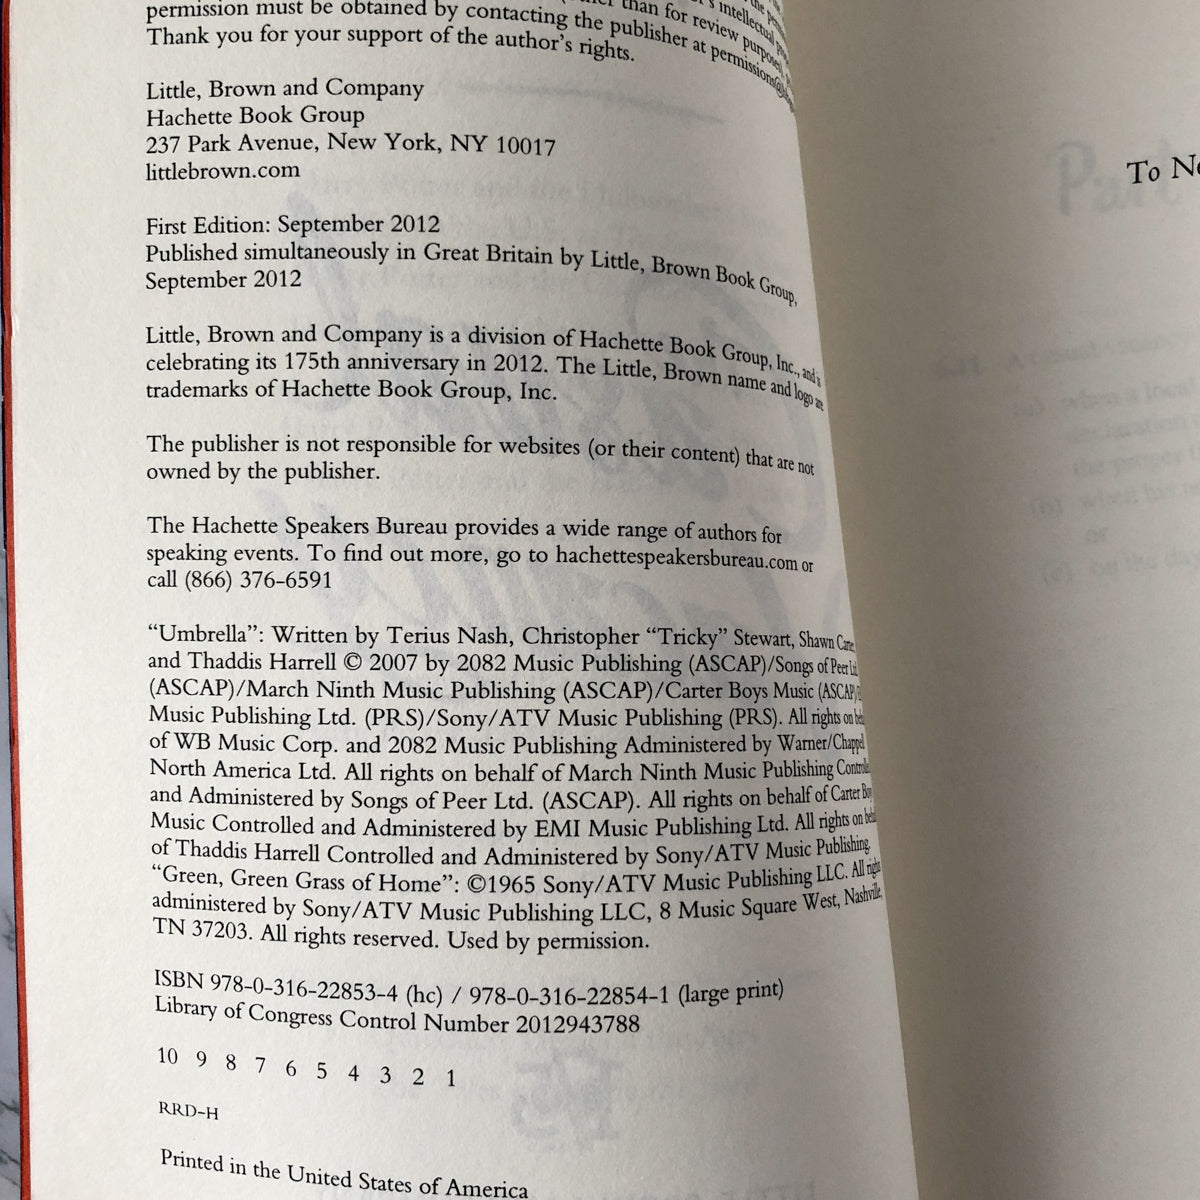 than for review purposes
permission must be obtained by contacting the publisher at
Thank you for your support of the author's rights.
Little, Brown and Company
Hachette Book Group
237 Park Avenue, New York, NY 10017
littlebrown.com
First Edition: September 2012
Published simultaneously in Great Britain by Little, Brown Book Group,
September 2012
Little, Brown and Company is a division of Hachette Book Group, Inc., and is
celebrating its 175th anniversary in 2012. The Little, Brown name and logo are
trademarks of Hachette Book Group, Inc.
The publisher is not responsible for websites (or their content) that are not
owned by the publisher.
The Hachette Speakers Bureau provides a wide range of authors for
speaking events. To find out more, go to hachettespeakersbureau.com or
call (866) 376-6591
"Umbrella": Written by Terius Nash, Christopher "Tricky" Stewart, Shawn
and Thaddis Harrell © 2007 by 2082 Music Publishing (ASCAP)/Songs of Peer
(ASCAP)/March Ninth Music Publishing (ASCAP)/Carter Boys Music (ASCAP)
Music Publishing Ltd. (PRS)/Sony/ATV Music Publishing (PRS). All rights on
of WB Music Corp. and 2082 Music Publishing Administered by Warner/Chappel
North America Ltd. All rights on behalf of March Ninth Music Publishing
and Administered by Songs of Peer Ltd. (ASCAP). All rights on behalf of Carter
Music Controlled and Administered by EMI Music Publishing Ltd. All rights on
of Thaddis Harrell Controlled and Administered by Sony/ATV Music Publishing.
"Green, Green Grass of Home": ©1965 Sony/ATV Music Publishing LLC. All
administered by Sony/ATV Music Publishing LLC, 8 Music Square West, Nashville,
TN 37203. All rights reserved. Used by permission.
ISBN 978-0-316-22853-4 (hc) / 978-0-316-22854-1 (large print)
Library of Congress Control Number 2012943788
10 9 8 7 6 5 4 3 2 1
RRD-H
Printed in the United States of America
To